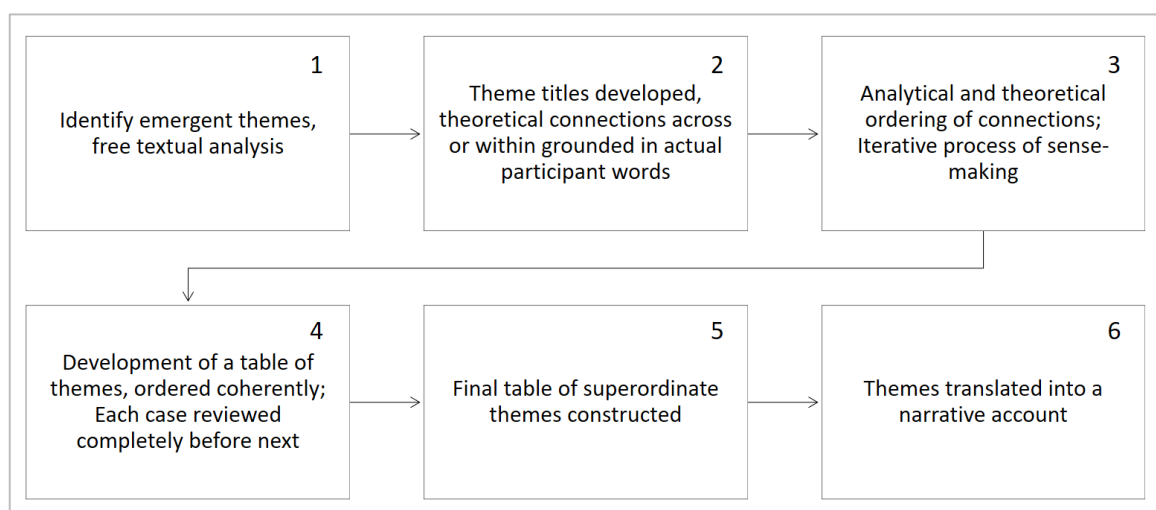 1
Identify emergent themes,
free textual analysis
2
Theme titles developed,
theoretical connections across
or within grounded in actual
participant words
3
Analytical and theoretical
ordering of connections;
Iterative process of sense-
making
4
Development of a table of
themes, ordered coherently;
Each case reviewed
completely before next
5
Final table of superordinate
themes constructed
6
Themes translated into a
narrative account